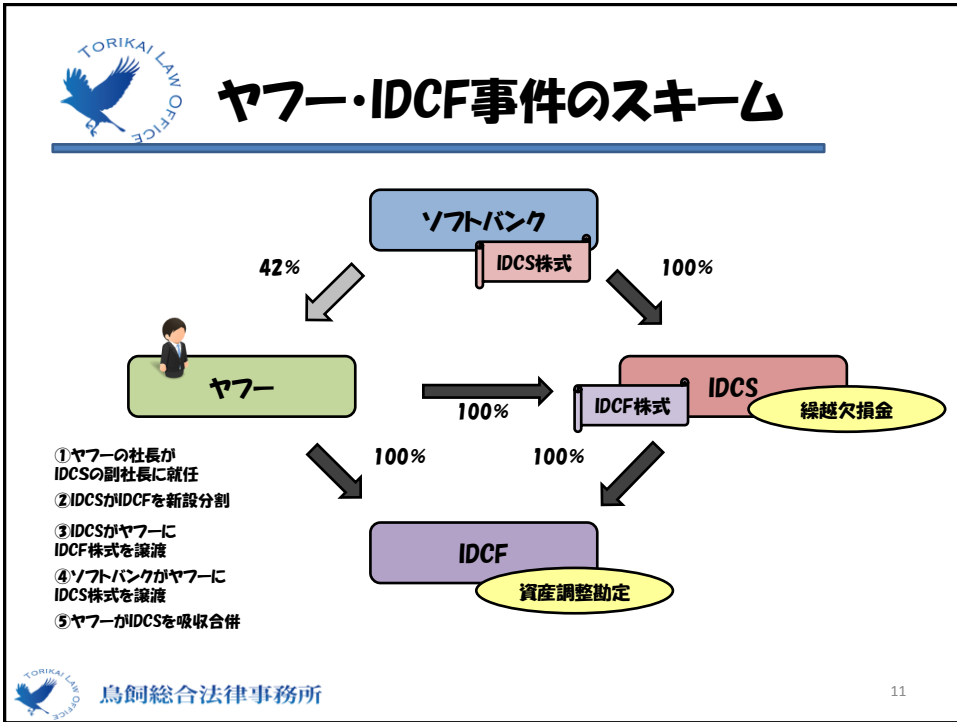 TORIKAI LAW OFFICE
ヤフー・IDCF事件のスキーム
ソフトバンク
IDCS株式
42%
100%
ヤフー
100%
IDCS
IDCF株式
繰越欠損金
100%
100%
①ヤフーの社長が
IDCSの副社長に就任
②IDCSがIDCFを新設分割
③IDCSがヤフーに
IDCF株式を譲渡
④ソフトバンクがヤフーに
IDCS株式を譲渡
⑤ヤフーがIDCSを吸収合併
IDCF
資産調整勘定
TORIKAI LAW OFFICE
鳥飼総合法律事務所
11